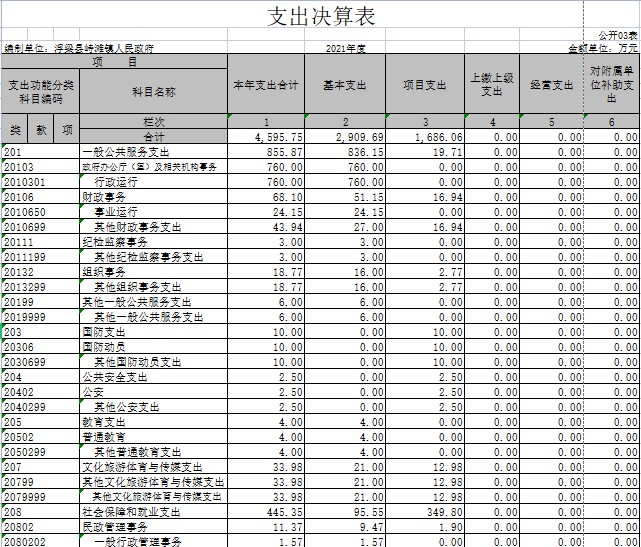 支出决算表
公开03表
编制单位：浮梁县峙滩镇人民政府 2021年度 金额单位：万元
项 目 本年支出合计 基本支出 项目支出 上缴上级支出 经营支出 对附属单位补助支出
支出功能分类科目编码 科目名称
类 款 项 栏次 1 2 3 4 5 6
合计 4,595.75 2,909.69 1,686.06 0.00 0.00 0.00
201 一般公共服务支出 855.87 836.15 19.71 0.00 0.00 0.00
20103 政府办公厅（室）及相关机构事务 760.00 760.00 0.00 0.00 0.00 0.00
2010301 行政运行 760.00 760.00 0.00 0.00 0.00 0.00
20106 财政事务 68.10 51.15 16.94 0.00 0.00 0.00
2010650 事业运行 24.15 24.15 0.00 0.00 0.00 0.00
2010699 其他财政事务支出 43.94 27.00 16.94 0.00 0.00 0.00
20111 纪检监察事务 3.00 3.00 0.00 0.00 0.00 0.00
2011199 其他纪检监察事务支出 3.00 3.00 0.00 0.00 0.00 0.00
20132 组织事务 18.77 16.00 2.77 0.00 0.00 0.00
2013299 其他组织事务支出 18.77 16.00 2.77 0.00 0.00 0.00
20199 其他一般公共服务支出 6.00 6.00 0.00 0.00 0.00 0.00
2019999 其他一般公共服务支出 6.00 6.00 0.00 0.00 0.00 0.00
203 国防支出 10.00 0.00 10.00 0.00 0.00 0.00
20306 国防动员 10.00 0.00 10.00 0.00 0.00 0.00
2030699 其他国防动员支出 10.00 0.00 10.00 0.00 0.00 0.00
204 公共安全支出 2.50 0.00 2.50 0.00 0.00 0.00
20402 公安 2.50 0.00 2.50 0.00 0.00 0.00
2040299 其他公安支出 2.50 0.00 2.50 0.00 0.00 0.00
205 教育支出 4.00 4.00 0.00 0.00 0.00 0.00
20502 普通教育 4.00 4.00 0.00 0.00 0.00 0.00
2050299 其他普通教育支出 4.00 4.00 0.00 0.00 0.00 0.00
207 文化旅游体育与传媒支出 33.98 21.00 12.98 0.00 0.00 0.00
20799 其他文化旅游体育与传媒支出 33.98 21.00 12.98 0.00 0.00 0.00
2079999 其他文化旅游体育与传媒支出 33.98 21.00 12.98 0.00 0.00 0.00
208 社会保障和就业支出 445.35 95.55 349.80 0.00 0.00 0.00
20802 民政管理事务 11.37 9.47 1.90 0.00 0.00 0.00
2080202 一般行政管理事务 1.57 1.57 0.00 0.00 0.00 0.00